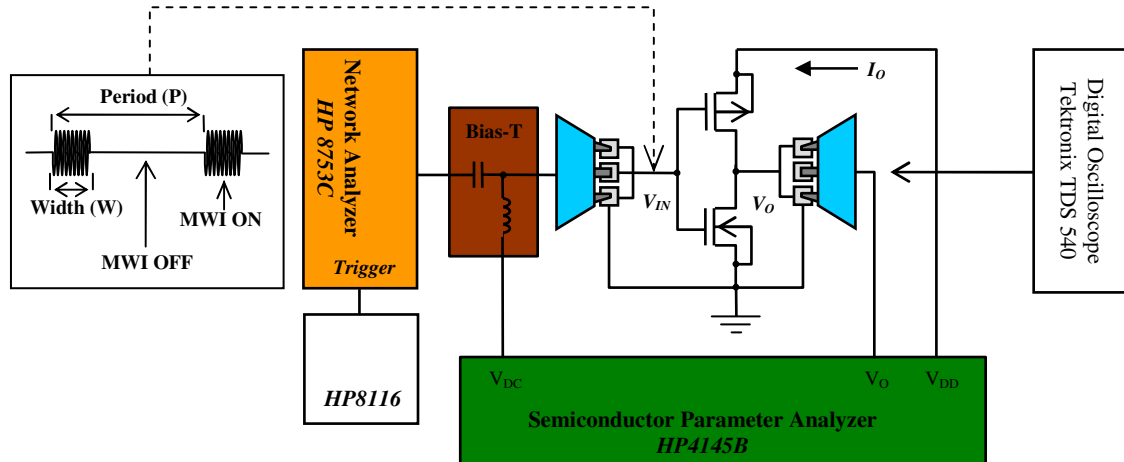 Period (P)
Width (W)
MWI ON
MWI OFF
Network Analyzer
HP 8753C
Trigger
HP8116
Bias-T
V_IN
V_O
I_O
Digital Oscilloscope
Tektronix TDS 540
V_DC
V_O
V_DD
Semiconductor Parameter Analyzer
HP4145B